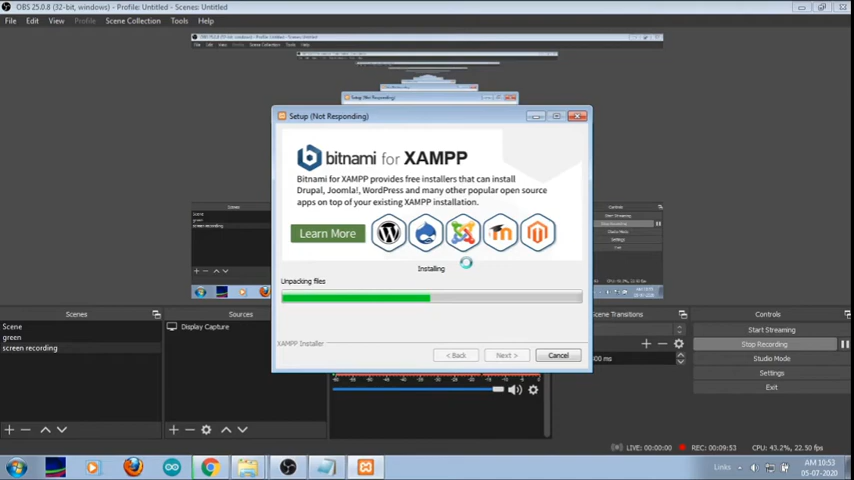 OBS 25.0.8 (32-bit, windows) - Profile: Untitled - Scenes: Untitled
File Edit View Profile Scene Collection Tools Help
Setup (Not Responding)
bitnami for XAMPP
Bitnami for XAMPP provides free installers that can install
Drupal, Joomla!, WordPress and many other popular open source
apps on top of your existing XAMPP installation.
Learn More
Installing
Unpacking files
XAMPP Installer
< Back Next > Cancel
Scenes
Scene
green
screen recording
Sources
Display Capture
Scene Transitions
Controls
Start Streaming
Stop Recording
Studio Mode
Settings
Exit
LIVE: 00:00:00 REC: 00:09:53 CPU: 43.2%, 22.50 fps
Links
AM 10:53
05-07-2020